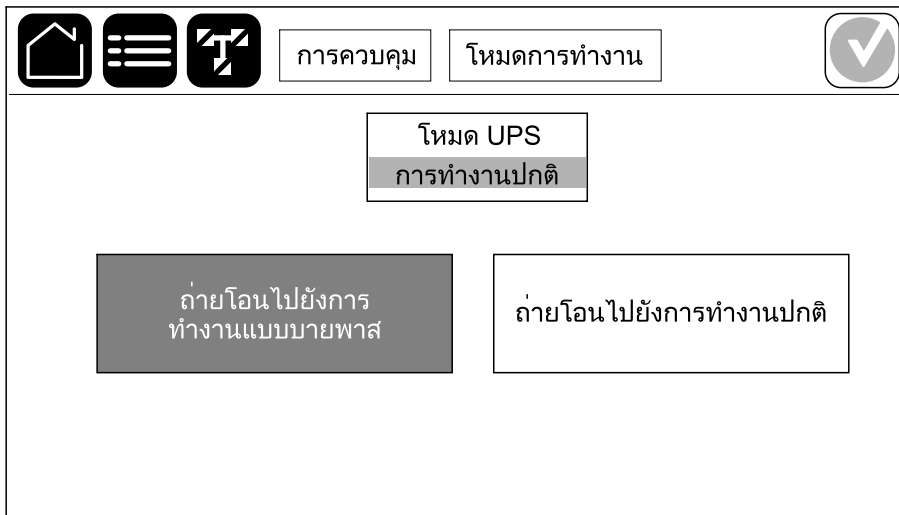 การควบคุม
โหมดการทำงาน
โหมด UPS
การทำงานปกติ
ถ่ายโอนไปยังการ
ทำงานแบบบายพาส
ถ่ายโอนไปยังการทำงานปกติ